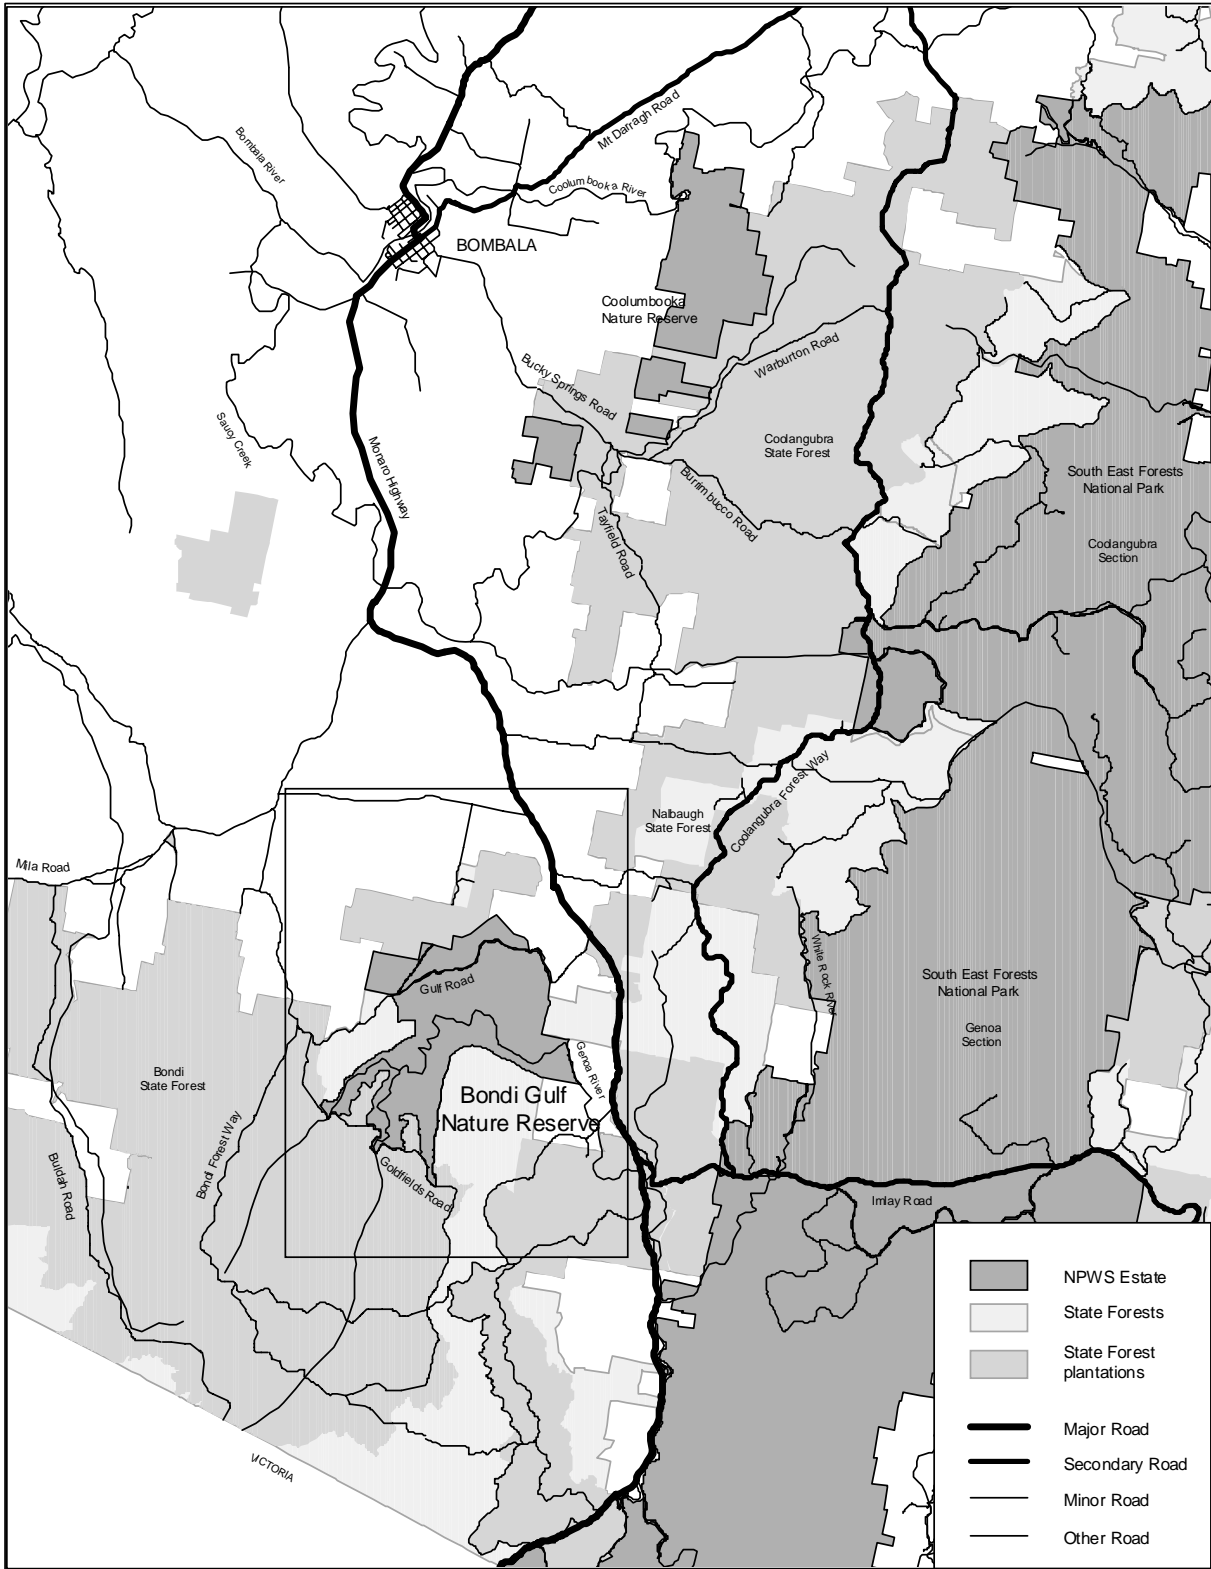 Mt Darragh Road
Bombala River
Coolumbooka River
BOMBALA
Coolumbooka
Nature Reserve
Warburton Road
Bucky Springs Road
Saucy Creek
Monaro Highway
Coolangubra
State Forest
South East Forests
National Park
Burrimbucco Road
Tayfield Road
Coolangubra
Section
Coolangubra Forest Way
Nalbaugh
State Forest
Mila Road
White Rock River
Gulf Road
South East Forests
National Park
Genoa
Section
Genoa River
Bondi
State Forest
Bondi Gulf
Nature Reserve
Bondi Forest Way
Buldah Road
Goldfields Road
Imlay Road
VICTORIA
NPWS Estate
State Forests
State Forest
plantations
Major Road
Secondary Road
Minor Road
Other Road